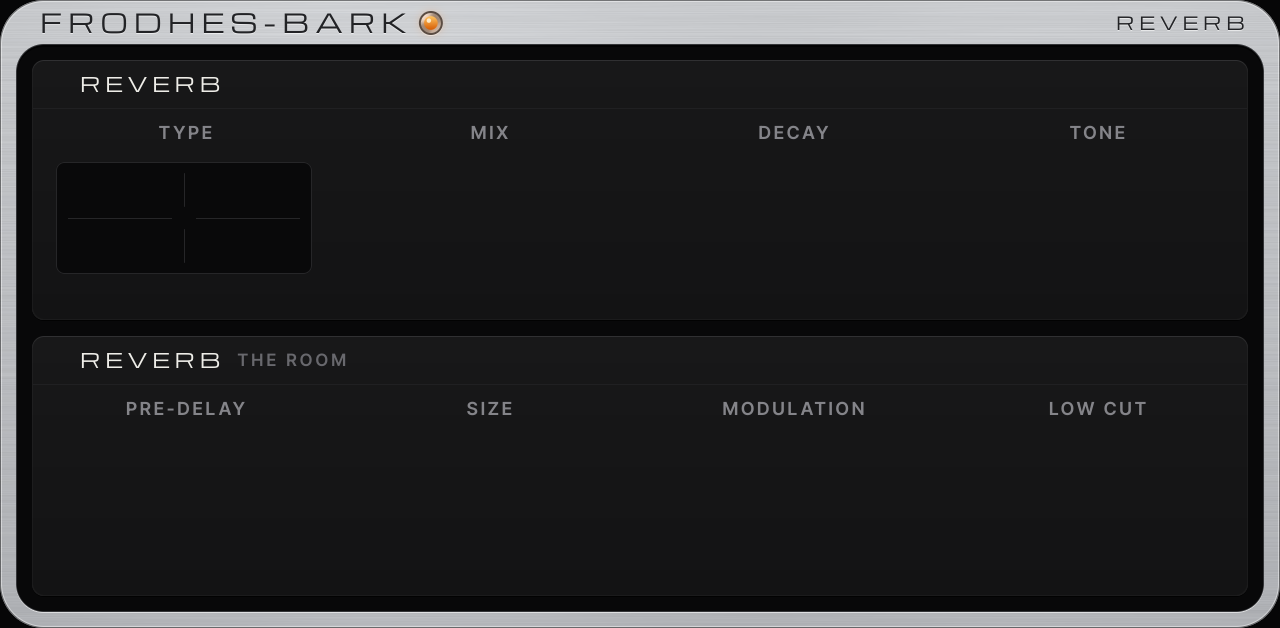 FRODHES-BARK REVERB
REVERB
TYPE MIX DECAY TONE
REVERB THE ROOM
PRE-DELAY SIZE MODULATION LOW CUT